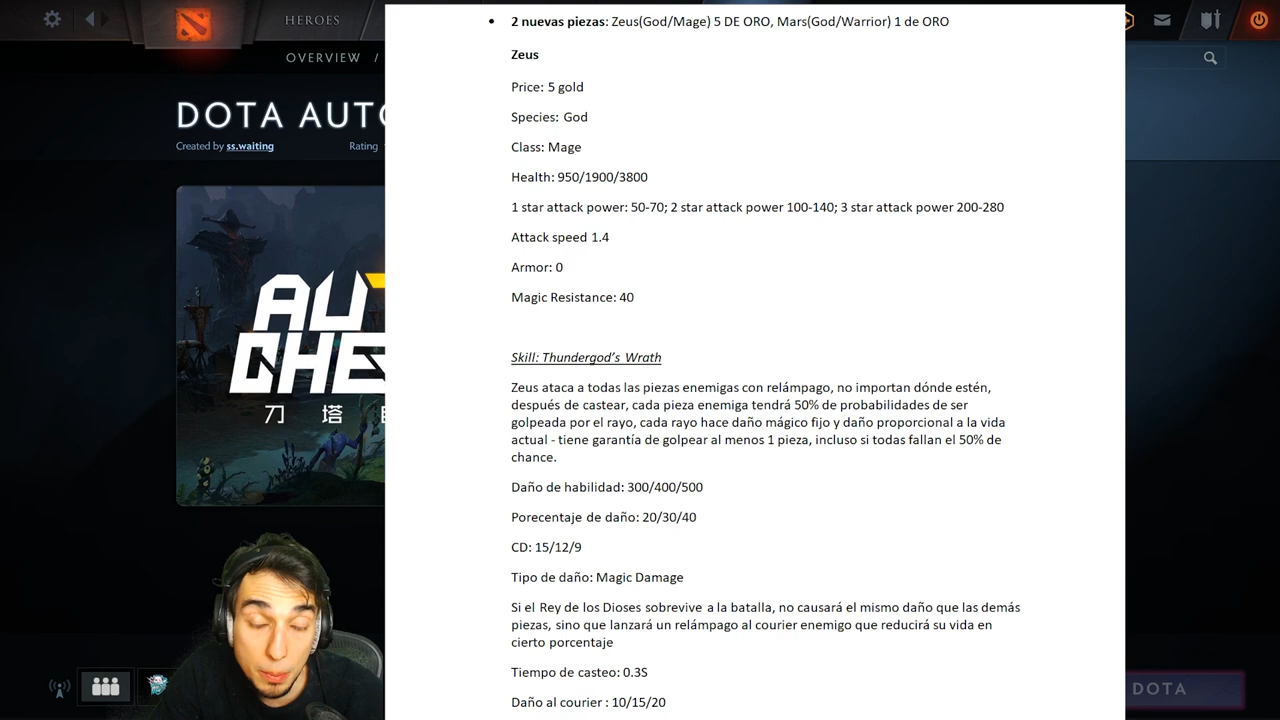 HEROES
OVERVIEW /
DOTA AUTO
Created by ss.waiting
Rating
AU
CHE
刀 塔
2 nuevas piezas: Zeus(God/Mage) 5 DE ORO, Mars(God/Warrior) 1 de ORO
Zeus
Price: 5 gold
Species: God
Class: Mage
Health: 950/1900/3800
1 star attack power: 50-70; 2 star attack power 100-140; 3 star attack power 200-280
Attack speed 1.4
Armor: 0
Magic Resistance: 40
Skill: Thundergod's Wrath
Zeus ataca a todas las piezas enemigas con relámpago, no importan dónde estén,
después de castear, cada pieza enemiga tendrá 50% de probabilidades de ser
golpeada por el rayo, cada rayo hace daño mágico fijo y daño proporcional a la vida
actual - tiene garantía de golpear al menos 1 pieza, incluso si todas fallan el 50% de
chance.
Daño de habilidad: 300/400/500
Porecentaje de daño: 20/30/40
CD: 15/12/9
Tipo de daño: Magic Damage
Si el Rey de los Dioses sobrevive a la batalla, no causará el mismo daño que las demás
piezas, sino que lanzará un relámpago al courier enemigo que reducirá su vida en
cierto porcentaje
Tiempo de casteo: 0.3S
Daño al courier : 10/15/20
DOTA